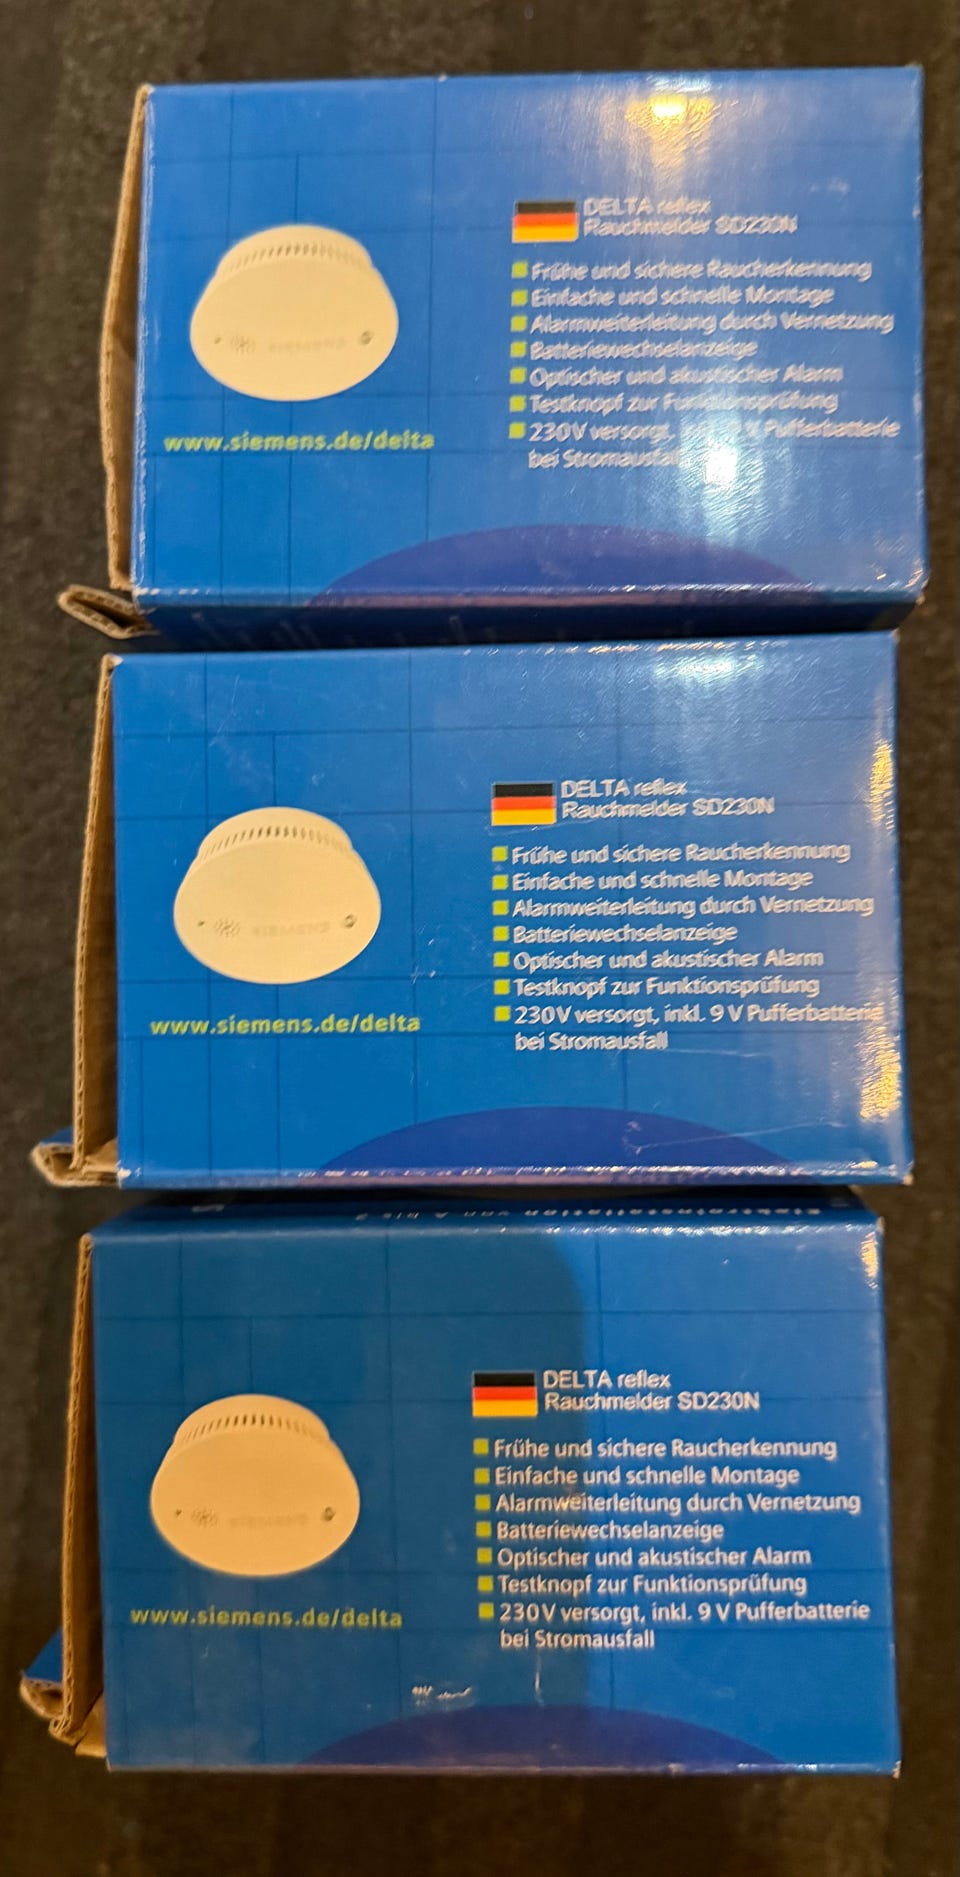 DELTA reflex
Rauchmelder SD230N
Frühe und sichere Raucherkennung
Einfache und schnelle Montage
Alarmweiterleitung durch Vernetzung
Batteriewechselanzeige
Optischer und akustischer Alarm
Testknopf zur Funktionsprüfung
230V versorgt, inkl. 9 V Pufferbatterie
bei Stromausfall
SIEMENS
www.siemens.de/delta
DELTA reflex
Rauchmelder SD230N
Frühe und sichere Raucherkennung
Einfache und schnelle Montage
Alarmweiterleitung durch Vernetzung
Batteriewechselanzeige
Optischer und akustischer Alarm
Testknopf zur Funktionsprüfung
230V versorgt, inkl. 9 V Pufferbatterie
bei Stromausfall
SIEMENS
www.siemens.de/delta
DELTA reflex
Rauchmelder SD230N
Frühe und sichere Raucherkennung
Einfache und schnelle Montage
Alarmweiterleitung durch Vernetzung
Batteriewechselanzeige
Optischer und akustischer Alarm
Testknopf zur Funktionsprüfung
230V versorgt, inkl. 9 V Pufferbatterie
bei Stromausfall
SIEMENS
www.siemens.de/delta